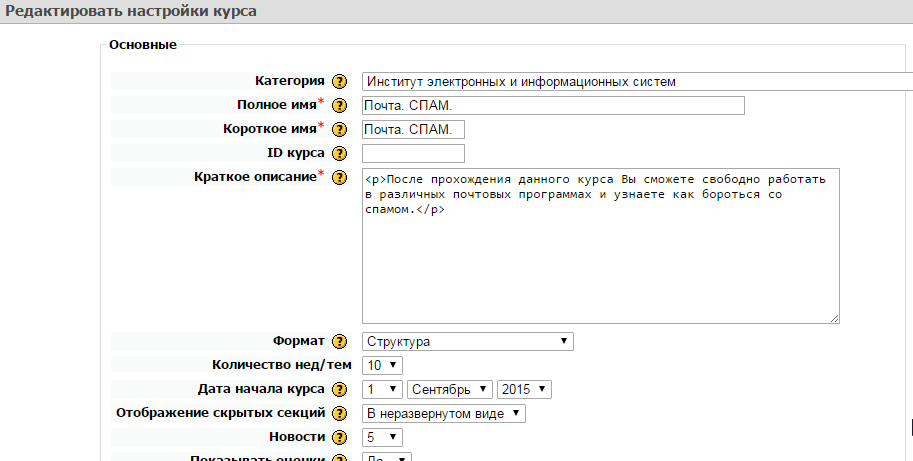 Редактировать настройки курса
Основные
Категория ? Институт электронных и информационных систем
Полное имя* ? Почта. СПАМ.
Короткое имя* ? Почта. СПАМ.
ID курса ?
Краткое описание* ? <p>После прохождения данного курса Вы сможете свободно работать
в различных почтовых программах и узнаете как бороться со
спамом.</p>
Формат ? Структура
Количество нед/тем 10
Дата начала курса ? 1 Сентябрь 2015
Отображение скрытых секций ? В неразвернутом виде
Новости ? 5
Показывать оценки ? Да